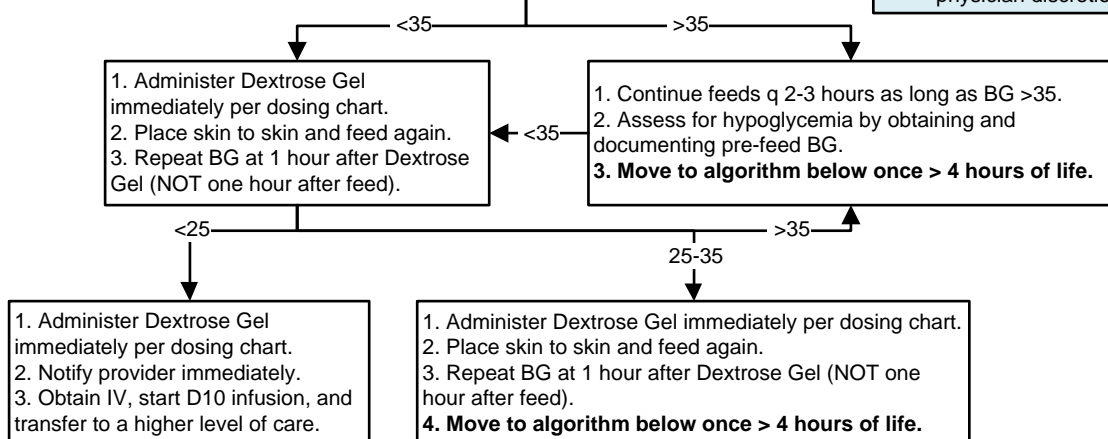 physician discretio
<35
>35
1. Administer Dextrose Gel
immediately per dosing chart.
2. Place skin to skin and feed again.
3. Repeat BG at 1 hour after Dextrose
Gel (NOT one hour after feed).
<35
1. Continue feeds q 2-3 hours as long as BG >35.
2. Assess for hypoglycemia by obtaining and
documenting pre-feed BG.
3. Move to algorithm below once > 4 hours of life.
<25
>35
25-35
1. Administer Dextrose Gel
immediately per dosing chart.
2. Notify provider immediately.
3. Obtain IV, start D10 infusion, and
transfer to a higher level of care.
1. Administer Dextrose Gel immediately per dosing chart.
2. Place skin to skin and feed again.
3. Repeat BG at 1 hour after Dextrose Gel (NOT one
hour after feed).
4. Move to algorithm below once > 4 hours of life.